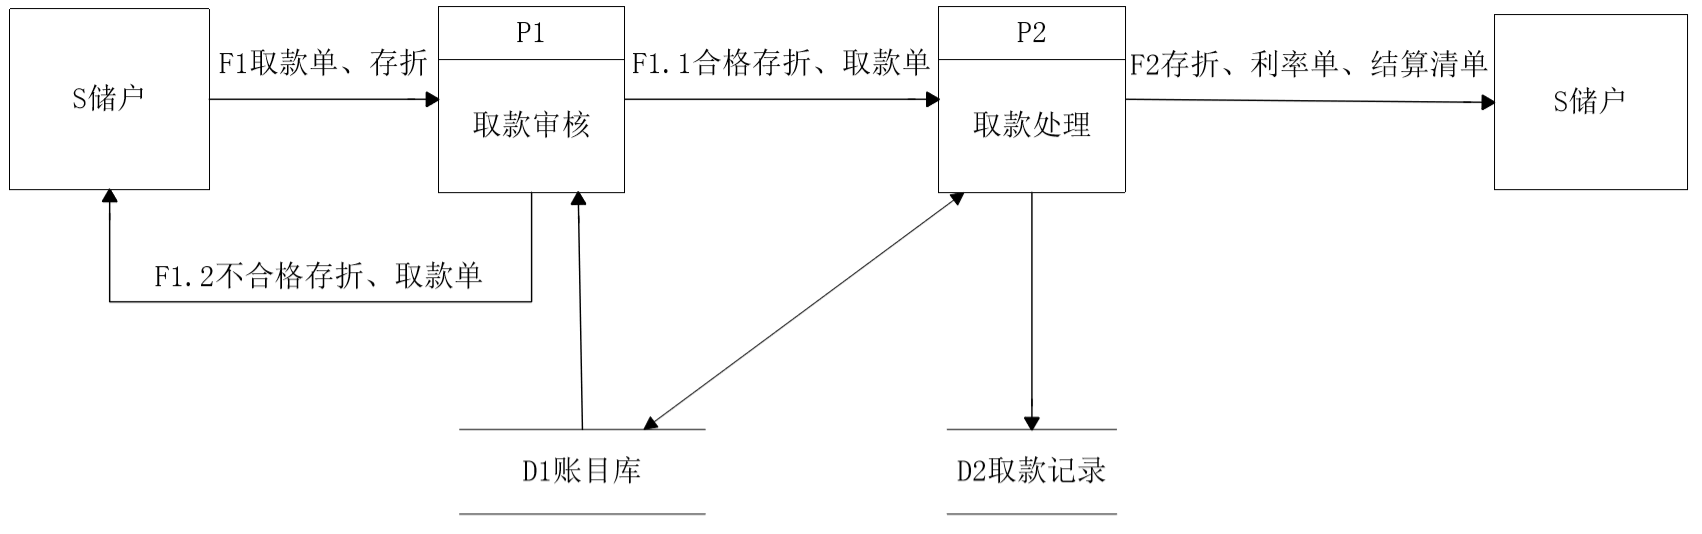 P1
P2
F1取款单、存折
F1.1合格存折、取款单
F2存折、利率单、结算清单
S储户
取款审核
取款处理
S储户
F1.2不合格存折、取款单
D1账目库
D2取款记录